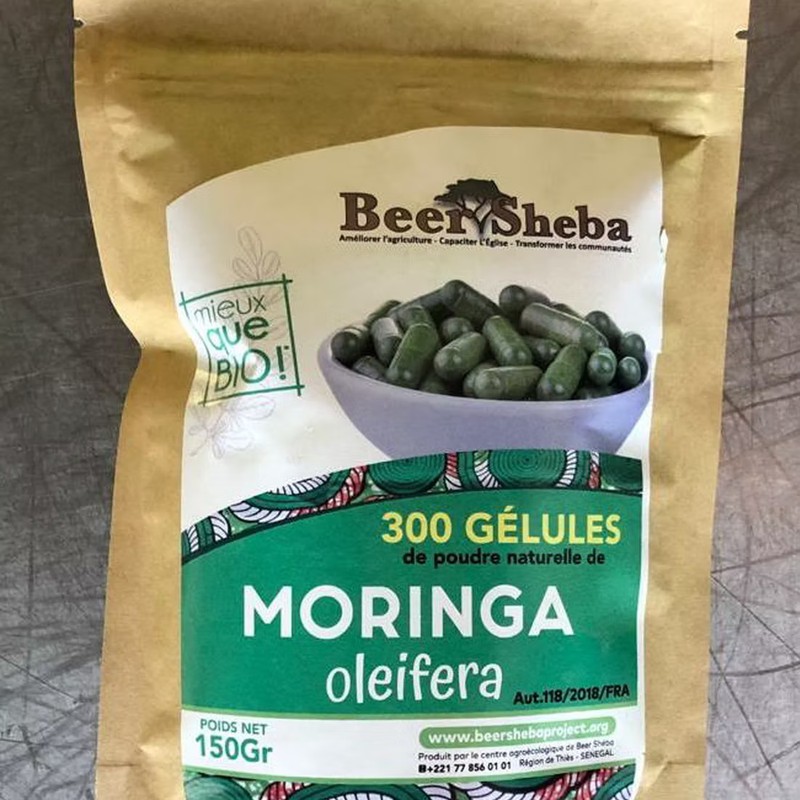 Beer Sheba
Améliorer l'agriculture - Capaciter L'Église - Transformer les communautés
mieux
que
BIO!
300 GÉLULES
de poudre naturelle de
MORINGA
oleifera
Aut.118/2018/FRA
POIDS NET
150Gr
www.beershebaproject.org
Produit par le centre agroécologique de Beer Sheba
+221 77 856 01 01 Région de Thiès - SENEGAL